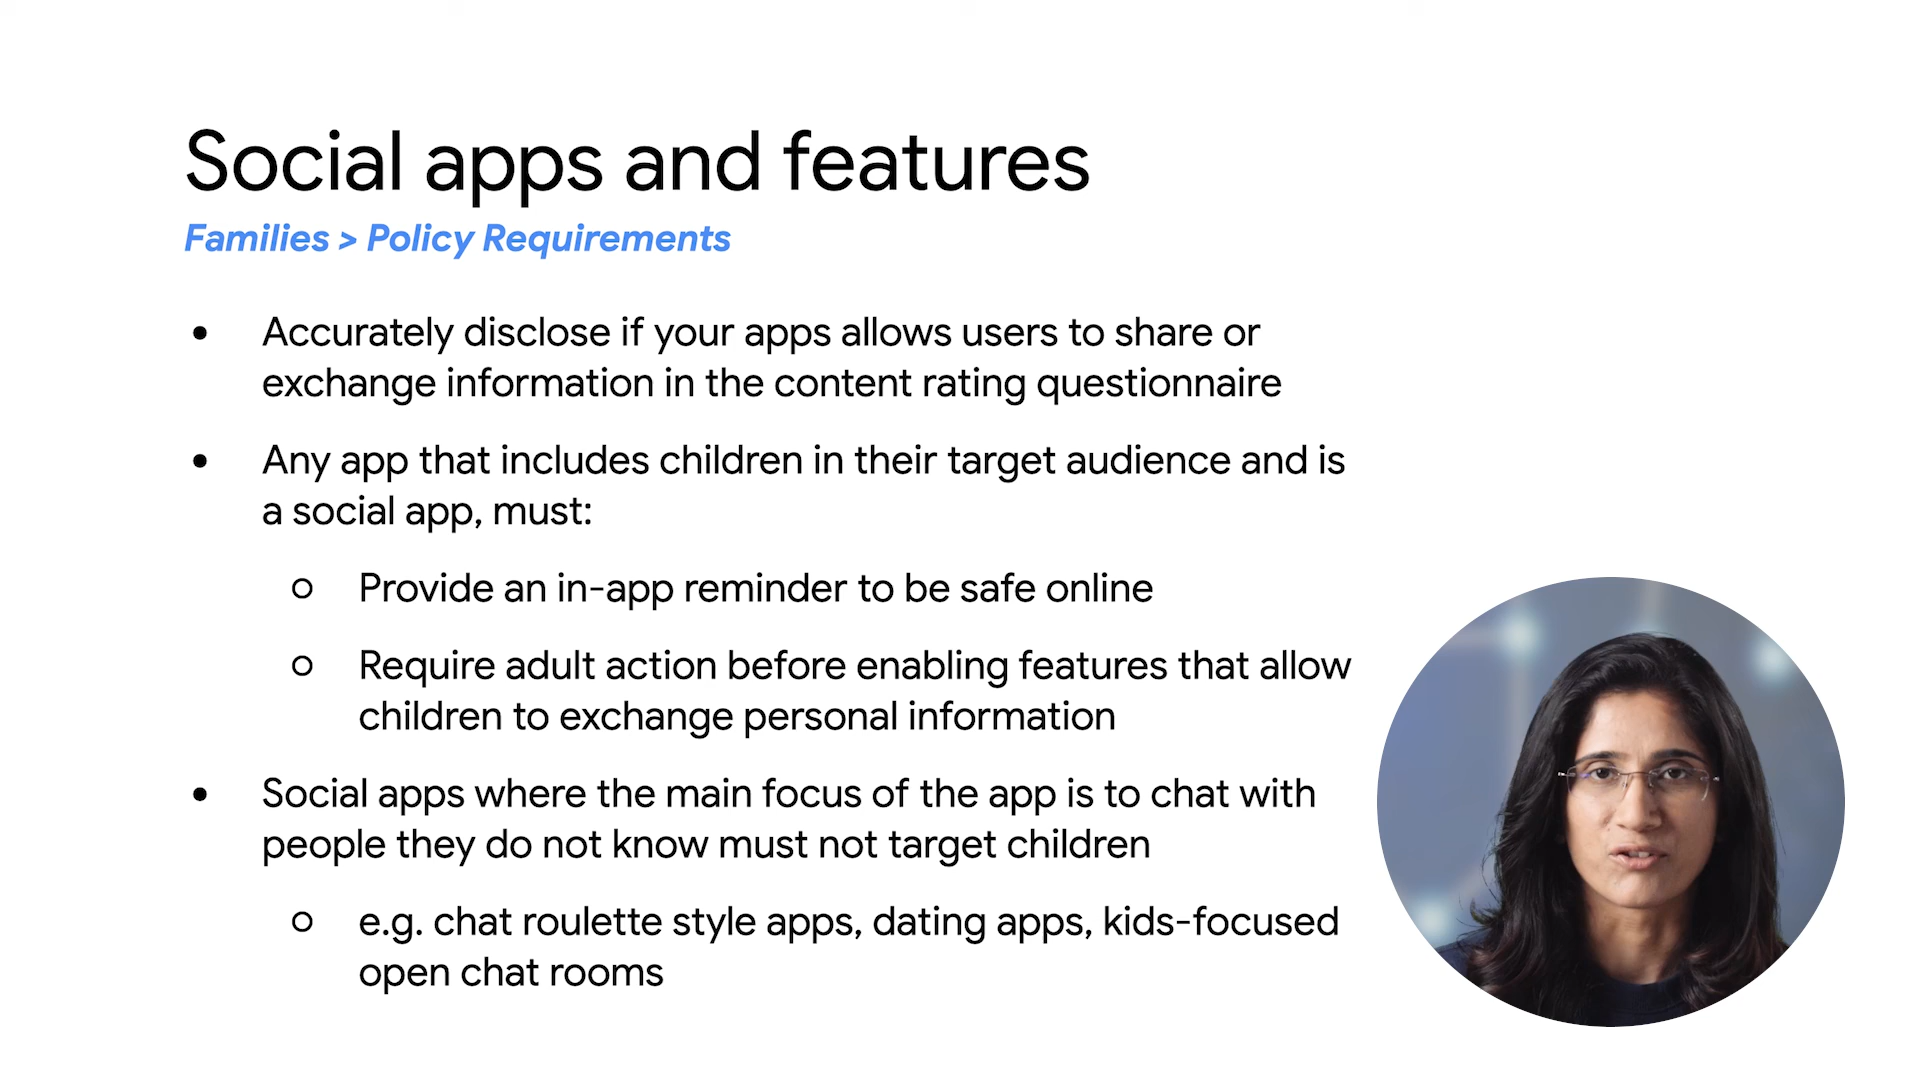 Social apps and features
Families > Policy Requirements
• Accurately disclose if your apps allows users to share or
exchange information in the content rating questionnaire
• Any app that includes children in their target audience and is
a social app, must:
○ Provide an in-app reminder to be safe online
○ Require adult action before enabling features that allow
children to exchange personal information
• Social apps where the main focus of the app is to chat with
people they do not know must not target children
○ e.g. chat roulette style apps, dating apps, kids-focused
open chat rooms